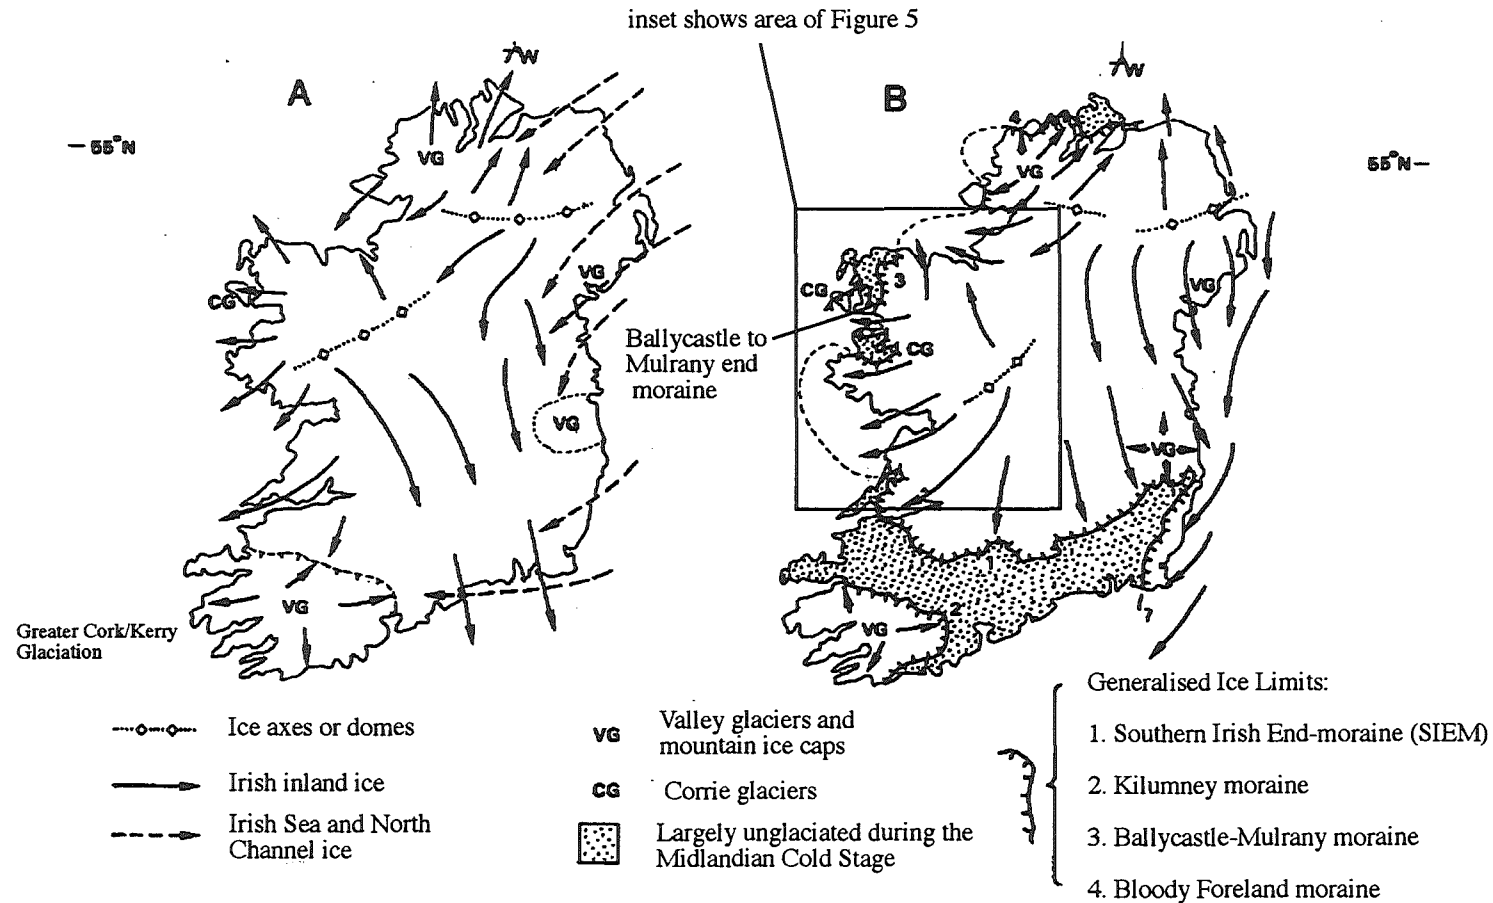 inset shows area of Figure 5
7°W
7°W
A
B
55°N
55°N
VG
4
VG
VG
VG
CG
CG
3
Ballycastle to
Mulrany end
moraine
CG
VG
VG
1
2
?
VG
VG
Greater Cork/Kerry
Glaciation
Ice axes or domes
Irish inland ice
Irish Sea and North
Channel ice
VG
Valley glaciers and
mountain ice caps
CG
Corrie glaciers
Largely unglaciated during the
Midlandian Cold Stage
Generalised Ice Limits:
1. Southern Irish End-moraine (SIEM)
2. Kilumney moraine
3. Ballycastle-Mulrany moraine
4. Bloody Foreland moraine